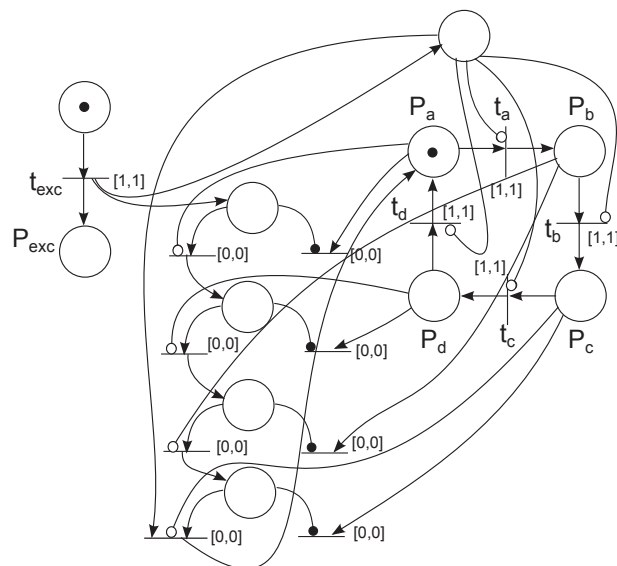 P_a
t_a
P_b
t_exc
[1,1]
[1,1]
t_d
[1,1]
P_exc
t_b
[1,1]
[0,0]
[0,0]
[1,1]
P_d
t_c
P_c
[0,0]
[0,0]
[0,0]
[0,0]
[0,0]
[0,0]